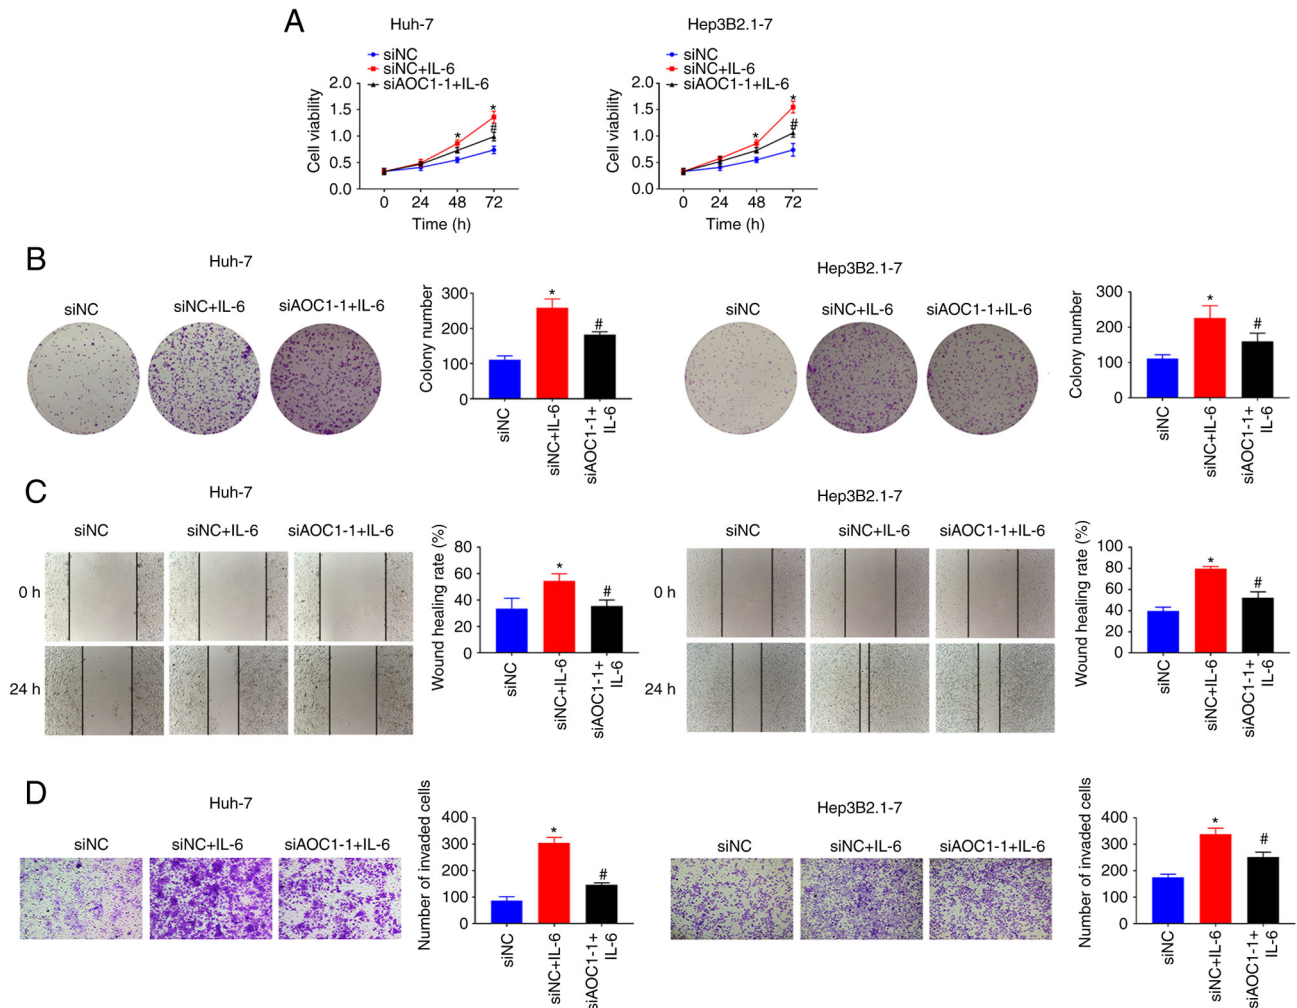 A
Huh-7
siNC
siNC+IL-6
siAOC1-1+IL-6
Cell viability
2.0
1.5
1.0
0.5
0.0
*
*
#
0 24 48 72
Time (h)
Hep3B2.1-7
siNC
siNC+IL-6
siAOC1-1+IL-6
Cell viability
2.0
1.5
1.0
0.5
0.0
*
*
#
0 24 48 72
Time (h)
B
Huh-7
siNC siNC+IL-6 siAOC1-1+IL-6
Colony number
300
200
100
0
*
#
siNC
siNC+IL-6
siAOC1-1+
IL-6
Hep3B2.1-7
siNC siNC+IL-6 siAOC1-1+IL-6
Colony number
300
200
100
0
*
#
siNC
siNC+IL-6
siAOC1-1+
IL-6
C
Huh-7
siNC siNC+IL-6 siAOC1-1+IL-6
0 h
24 h
Wound healing rate (%)
80
60
40
20
0
*
#
siNC
siNC+IL-6
siAOC1-1+
IL-6
Hep3B2.1-7
siNC siNC+IL-6 siAOC1-1+IL-6
0 h
24 h
Wound healing rate (%)
100
80
60
40
20
0
*
#
siNC
siNC+IL-6
siAOC1-1+
IL-6
D
Huh-7
siNC siNC+IL-6 siAOC1-1+IL-6
Number of invaded cells
400
300
200
100
0
*
#
siNC
siNC+IL-6
siAOC1-1+
IL-6
Hep3B2.1-7
siNC siNC+IL-6 siAOC1-1+IL-6
Number of invaded cells
400
300
200
100
0
*
#
siNC
siNC+IL-6
siAOC1-1+
IL-6